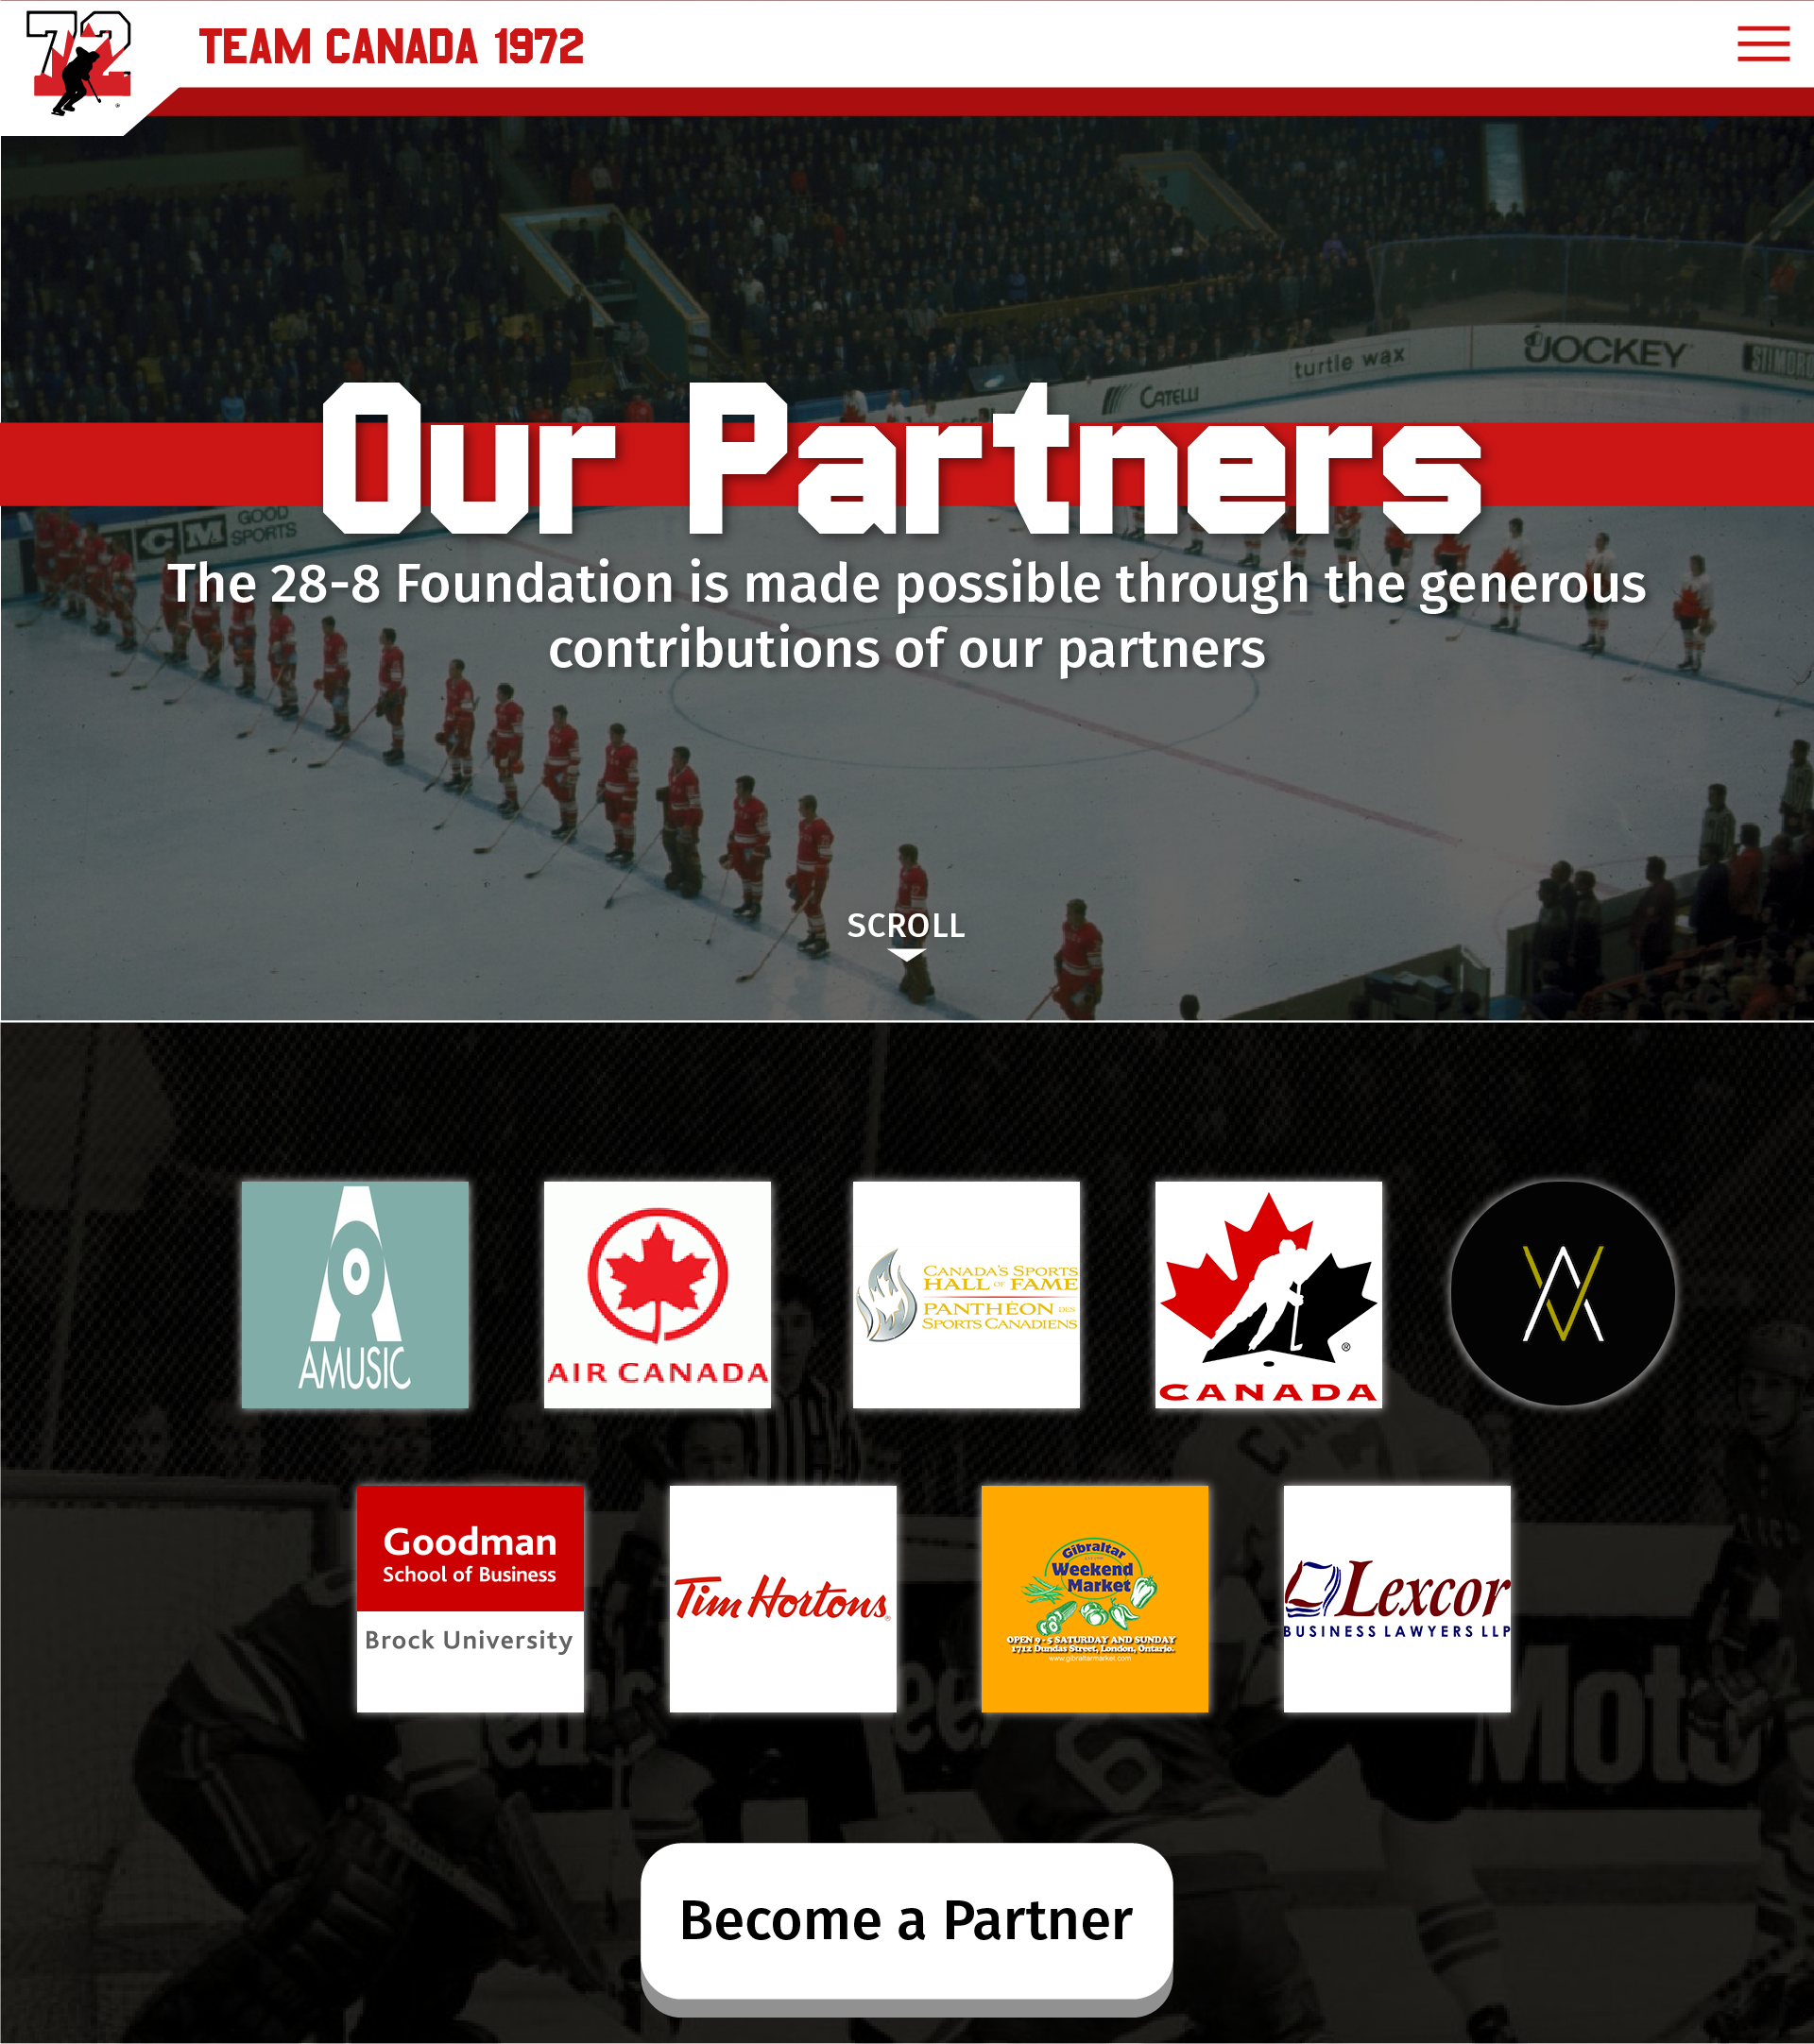 72
TEAM CANADA 1972
turtle wax
JOCKEY
CATELLI
Our Partners
CCM GOOD
SPORTS
The 28-8 Foundation is made possible through the generous
contributions of our partners
SCROLL
AMUSIC
AIR CANADA
CANADA'S SPORTS
HALL OF FAME
PANTHÉON DES
SPORTS CANADIENS
CANADA
Goodman
School of Business
Brock University
Tim Hortons
Gibraltar
Weekend
Market
OPEN 9 - 5 SATURDAY AND SUNDAY
1712 Dundas Street, London, Ontario.
www.gibraltarmarket.com
Lexcor
BUSINESS LAWYERS LLP
6
Become a Partner